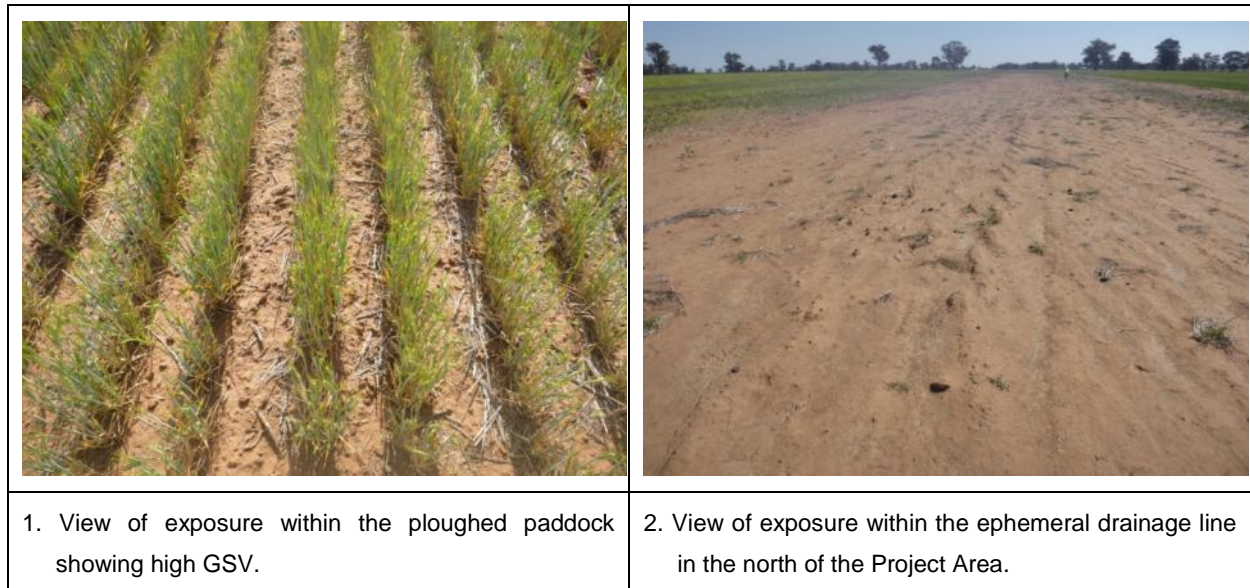 1. View of exposure within the ploughed paddock
showing high GSV.
2. View of exposure within the ephemeral drainage line
in the north of the Project Area.